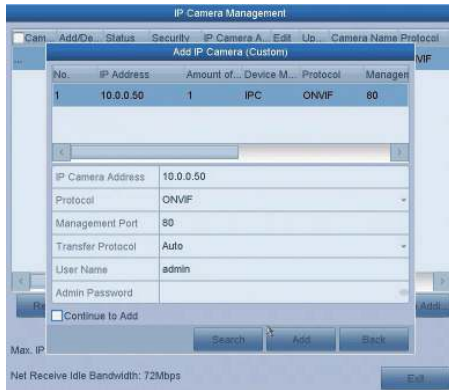 IP Camera Management
Cam... Add/De... Status Security IP Camera A... Edit Up... Camera Name Protocol
Add IP Camera (Custom)
... VIF
No. IP Address Amount of... Device M... Protocol Managem
1 10.0.0.50 1 IPC ONVIF 80
IP Camera Address 10.0.0.50
Protocol ONVIF
Management Port 80
Transfer Protocol Auto
User Name admin
Admin Password
Continue to Add
Search Add Back
Max. IP
Net Receive Idle Bandwidth: 72Mbps
Exit